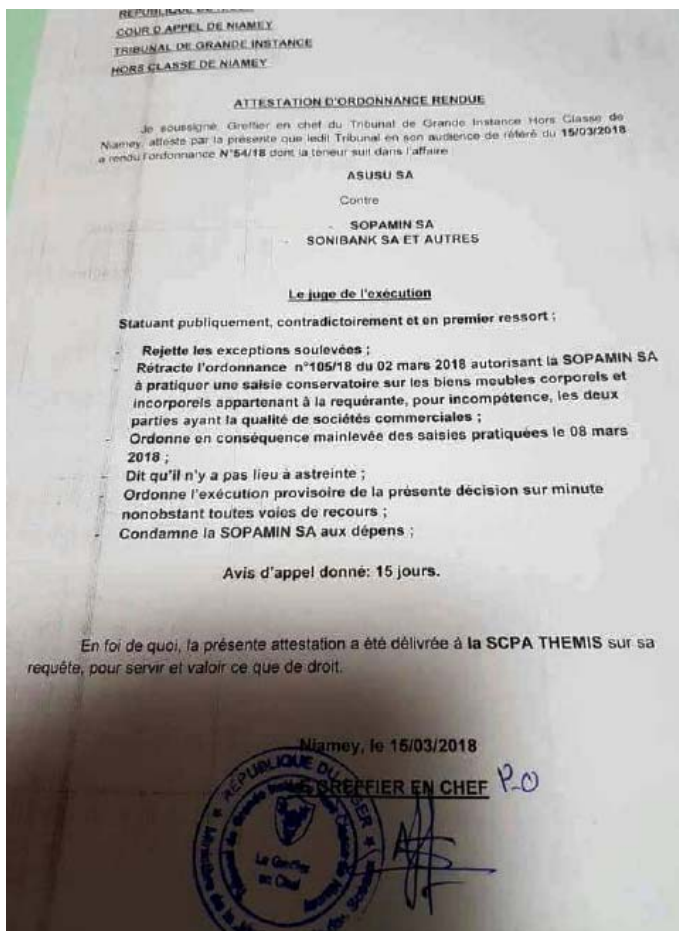 REPUBLIQUE DU NIGER
COUR D'APPEL DE NIAMEY
TRIBUNAL DE GRANDE INSTANCE
HORS CLASSE DE NIAMEY
ATTESTATION D'ORDONNANCE RENDUE
Je soussigné, Greffier en chef du Tribunal de Grande Instance Hors Classe de
Niamey, atteste par la présente que ledit Tribunal en son audience de référé du 15/03/2018
a rendu l'ordonnance N°54/18 dont la teneur suit dans l'affaire
ASUSU SA
Contre
- SOPAMIN SA
- SONIBANK SA ET AUTRES
Le juge de l'exécution
Statuant publiquement, contradictoirement et en premier ressort ;
- Rejette les exceptions soulevées ;
- Rétracte l'ordonnance n°105/18 du 02 mars 2018 autorisant la SOPAMIN SA
à pratiquer une saisie conservatoire sur les biens meubles corporels et
incorporels appartenant à la requérante, pour incompétence, les deux
parties ayant la qualité de sociétés commerciales ;
- Ordonne en conséquence mainlevée des saisies pratiquées le 08 mars
2018 ;
- Dit qu'il n'y a pas lieu à astreinte ;
- Ordonne l'exécution provisoire de la présente décision sur minute
nonobstant toutes voies de recours ;
- Condamne la SOPAMIN SA aux dépens ;
Avis d'appel donné: 15 jours.
En foi de quoi, la présente attestation a été délivrée à la SCPA THEMIS sur sa
requête, pour servir et valoir ce que de droit.
Niamey, le 15/03/2018
GREFFIER EN CHEF P.O
REPUBLIQUE DU NIGER
Le Greffier
en Chef